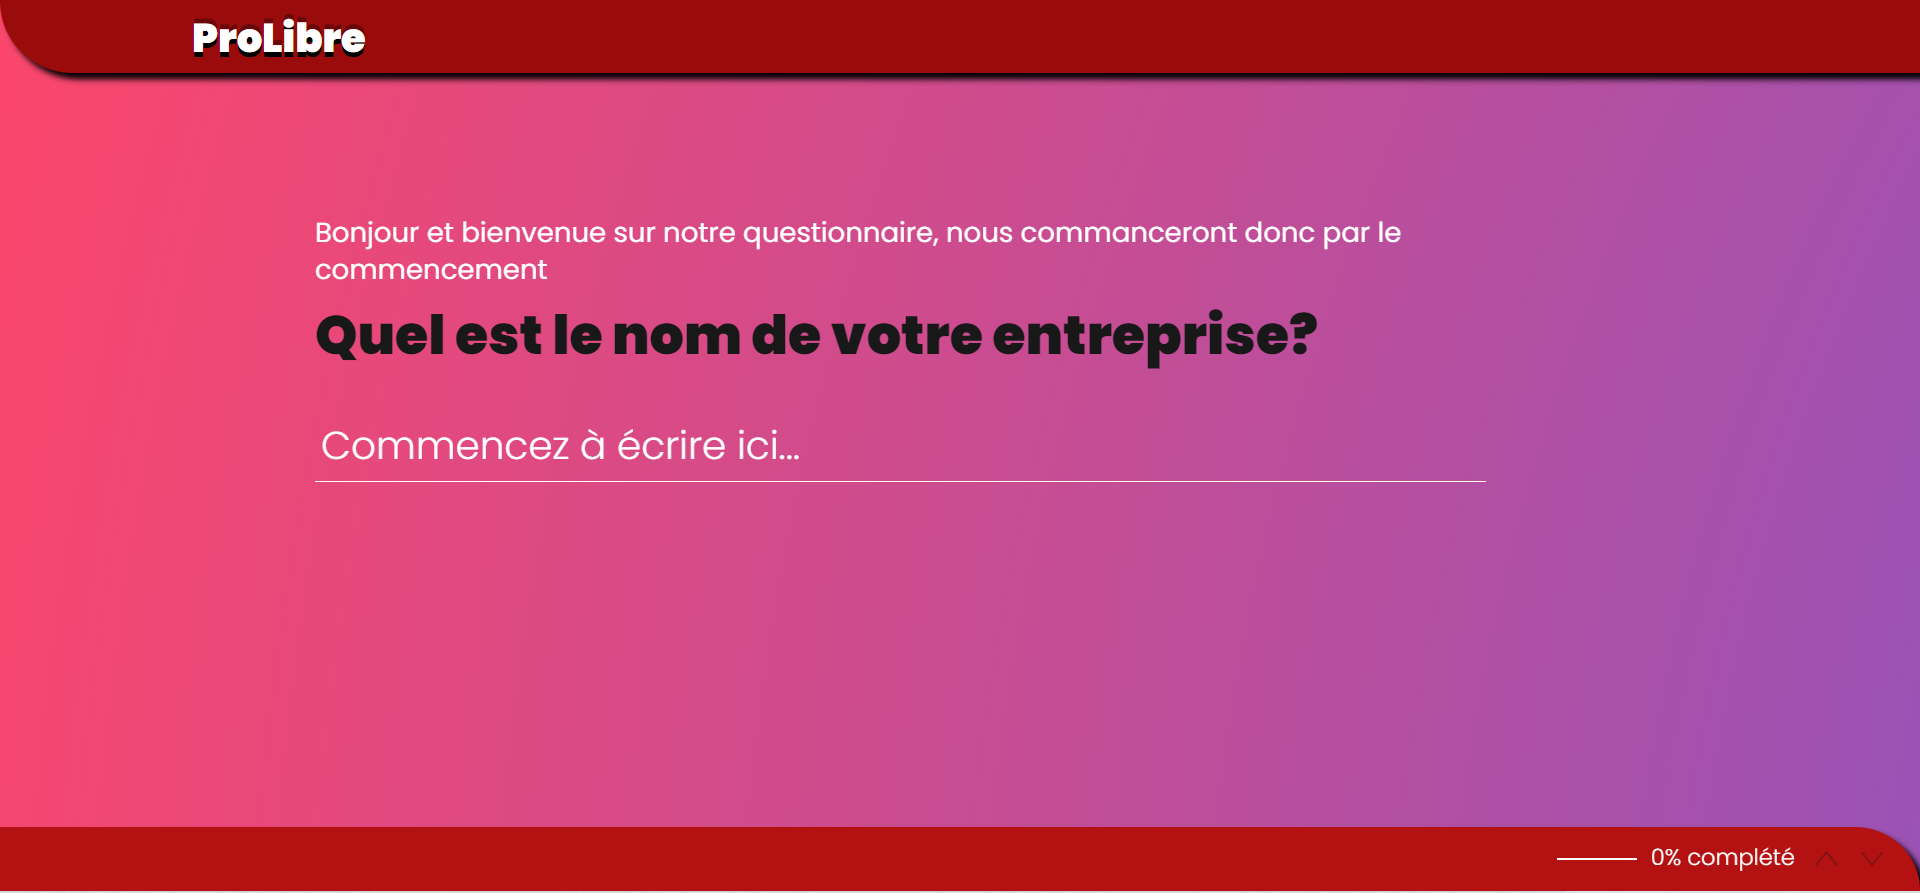 ProLibre
Bonjour et bienvenue sur notre questionnaire, nous commanceront donc par le
commencement
Quel est le nom de votre entreprise?
Commencez à écrire ici...
0% complété